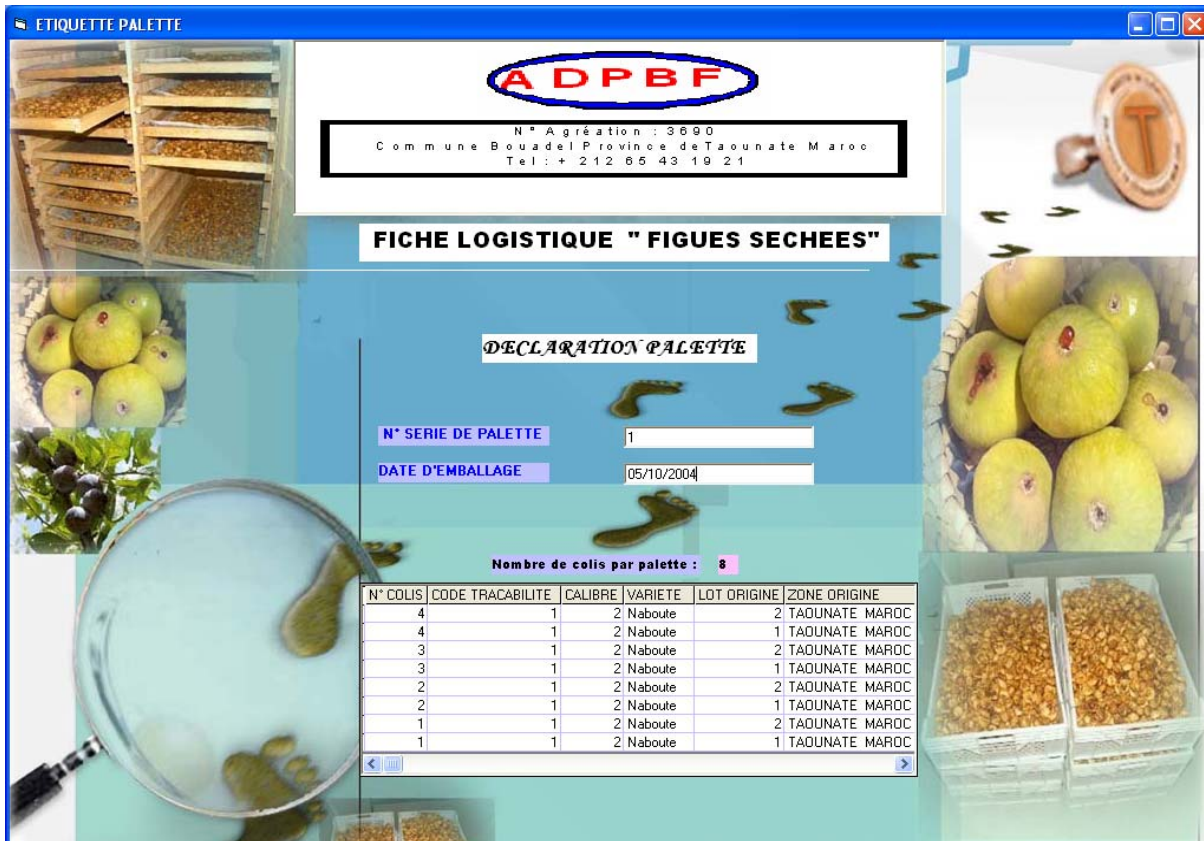 ETIQUETTE PALETTE
ADPBF
N° Agréation : 3690
Commune Bouadel Province deTaounate Maroc
Tel : + 212 65 43 19 21
T
FICHE LOGISTIQUE " FIGUES SECHEES"
DECLARATION PALETTE
N° SERIE DE PALETTE 1
DATE D'EMBALLAGE 05/10/2004
Nombre de colis par palette : 8
N° COLIS CODE TRACABILITE CALIBRE VARIETE LOT ORIGINE ZONE ORIGINE
4 1 2 Naboute 2 TAOUNATE MAROC
4 1 2 Naboute 1 TAOUNATE MAROC
3 1 2 Naboute 2 TAOUNATE MAROC
3 1 2 Naboute 1 TAOUNATE MAROC
2 1 2 Naboute 2 TAOUNATE MAROC
2 1 2 Naboute 1 TAOUNATE MAROC
1 1 2 Naboute 2 TAOUNATE MAROC
1 1 2 Naboute 1 TAOUNATE MAROC